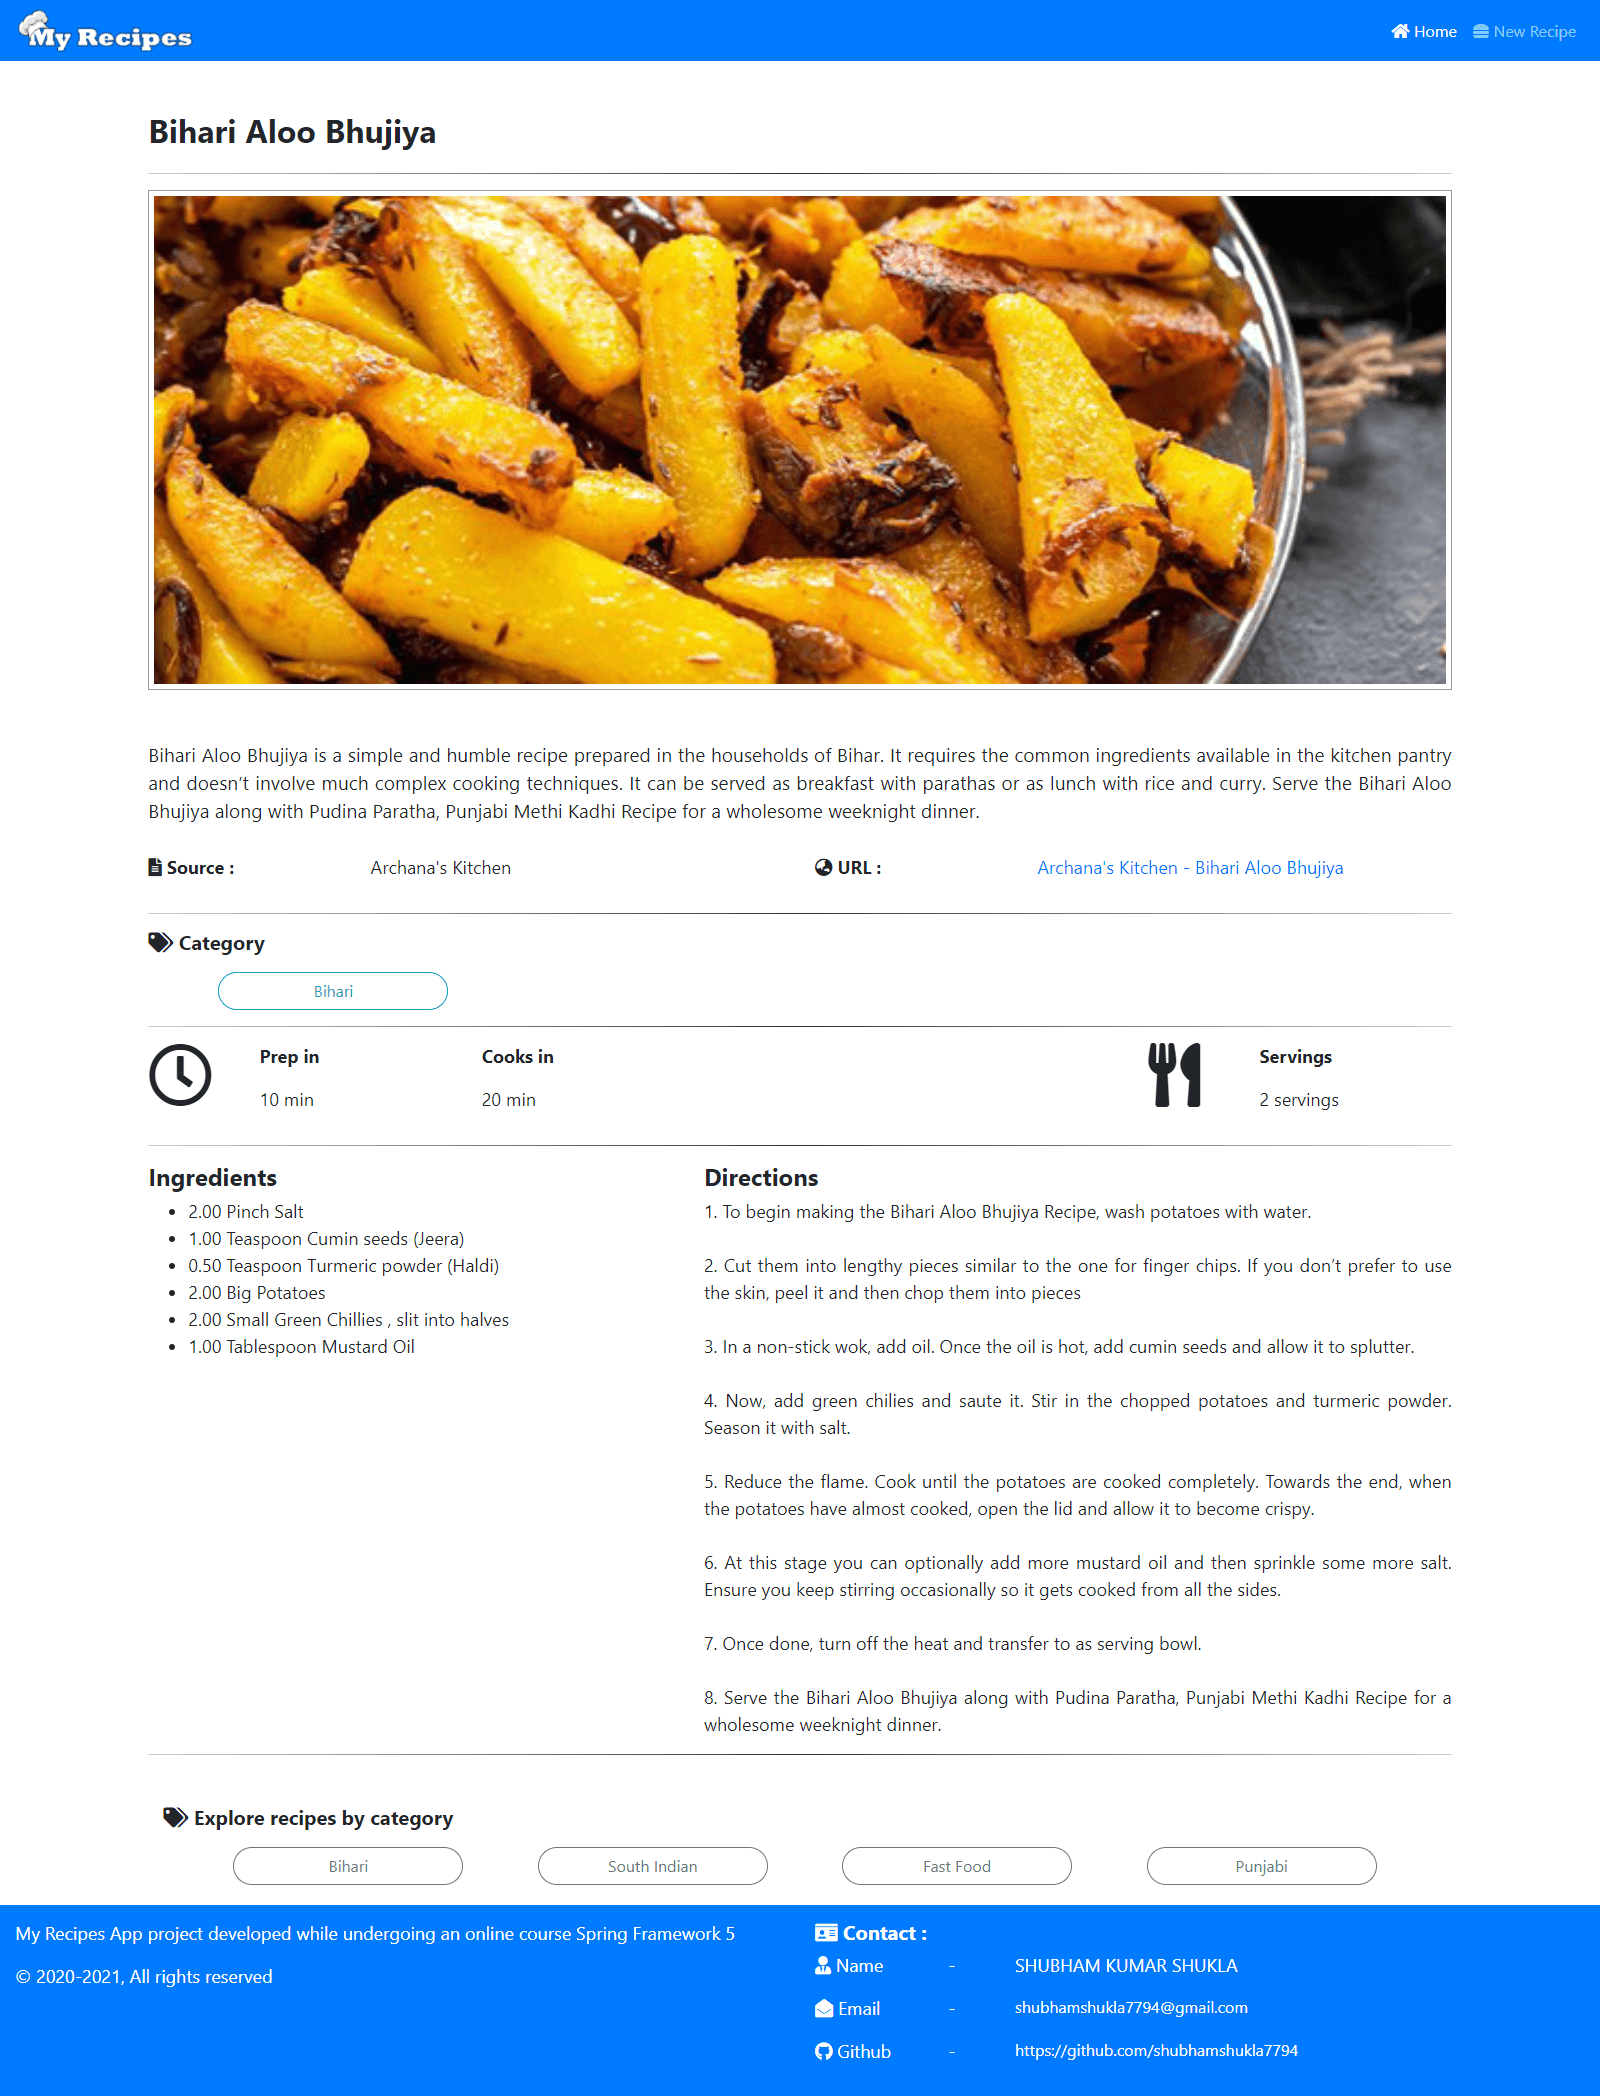 My Recipes
Home
New Recipe
Bihari Aloo Bhujiya
Bihari Aloo Bhujiya is a simple and humble recipe prepared in the households of Bihar. It requires the common ingredients available in the kitchen pantry
and doesn’t involve much complex cooking techniques. It can be served as breakfast with parathas or as lunch with rice and curry. Serve the Bihari Aloo
Bhujiya along with Pudina Paratha, Punjabi Methi Kadhi Recipe for a wholesome weeknight dinner.
Source : Archana's Kitchen
URL : Archana's Kitchen - Bihari Aloo Bhujiya
Category
Bihari
Prep in
10 min
Cooks in
20 min
Servings
2 servings
Ingredients
• 2.00 Pinch Salt
• 1.00 Teaspoon Cumin seeds (Jeera)
• 0.50 Teaspoon Turmeric powder (Haldi)
• 2.00 Big Potatoes
• 2.00 Small Green Chillies , slit into halves
• 1.00 Tablespoon Mustard Oil
Directions
1. To begin making the Bihari Aloo Bhujiya Recipe, wash potatoes with water.
2. Cut them into lengthy pieces similar to the one for finger chips. If you don’t prefer to use
the skin, peel it and then chop them into pieces
3. In a non-stick wok, add oil. Once the oil is hot, add cumin seeds and allow it to splutter.
4. Now, add green chilies and saute it. Stir in the chopped potatoes and turmeric powder.
Season it with salt.
5. Reduce the flame. Cook until the potatoes are cooked completely. Towards the end, when
the potatoes have almost cooked, open the lid and allow it to become crispy.
6. At this stage you can optionally add more mustard oil and then sprinkle some more salt.
Ensure you keep stirring occasionally so it gets cooked from all the sides.
7. Once done, turn off the heat and transfer to as serving bowl.
8. Serve the Bihari Aloo Bhujiya along with Pudina Paratha, Punjabi Methi Kadhi Recipe for a
wholesome weeknight dinner.
Explore recipes by category
Bihari
South Indian
Fast Food
Punjabi
My Recipes App project developed while undergoing an online course Spring Framework 5
© 2020-2021, All rights reserved
Contact :
Name - SHUBHAM KUMAR SHUKLA
Email - shubhamshukla7794@gmail.com
Github - https://github.com/shubhamshukla7794